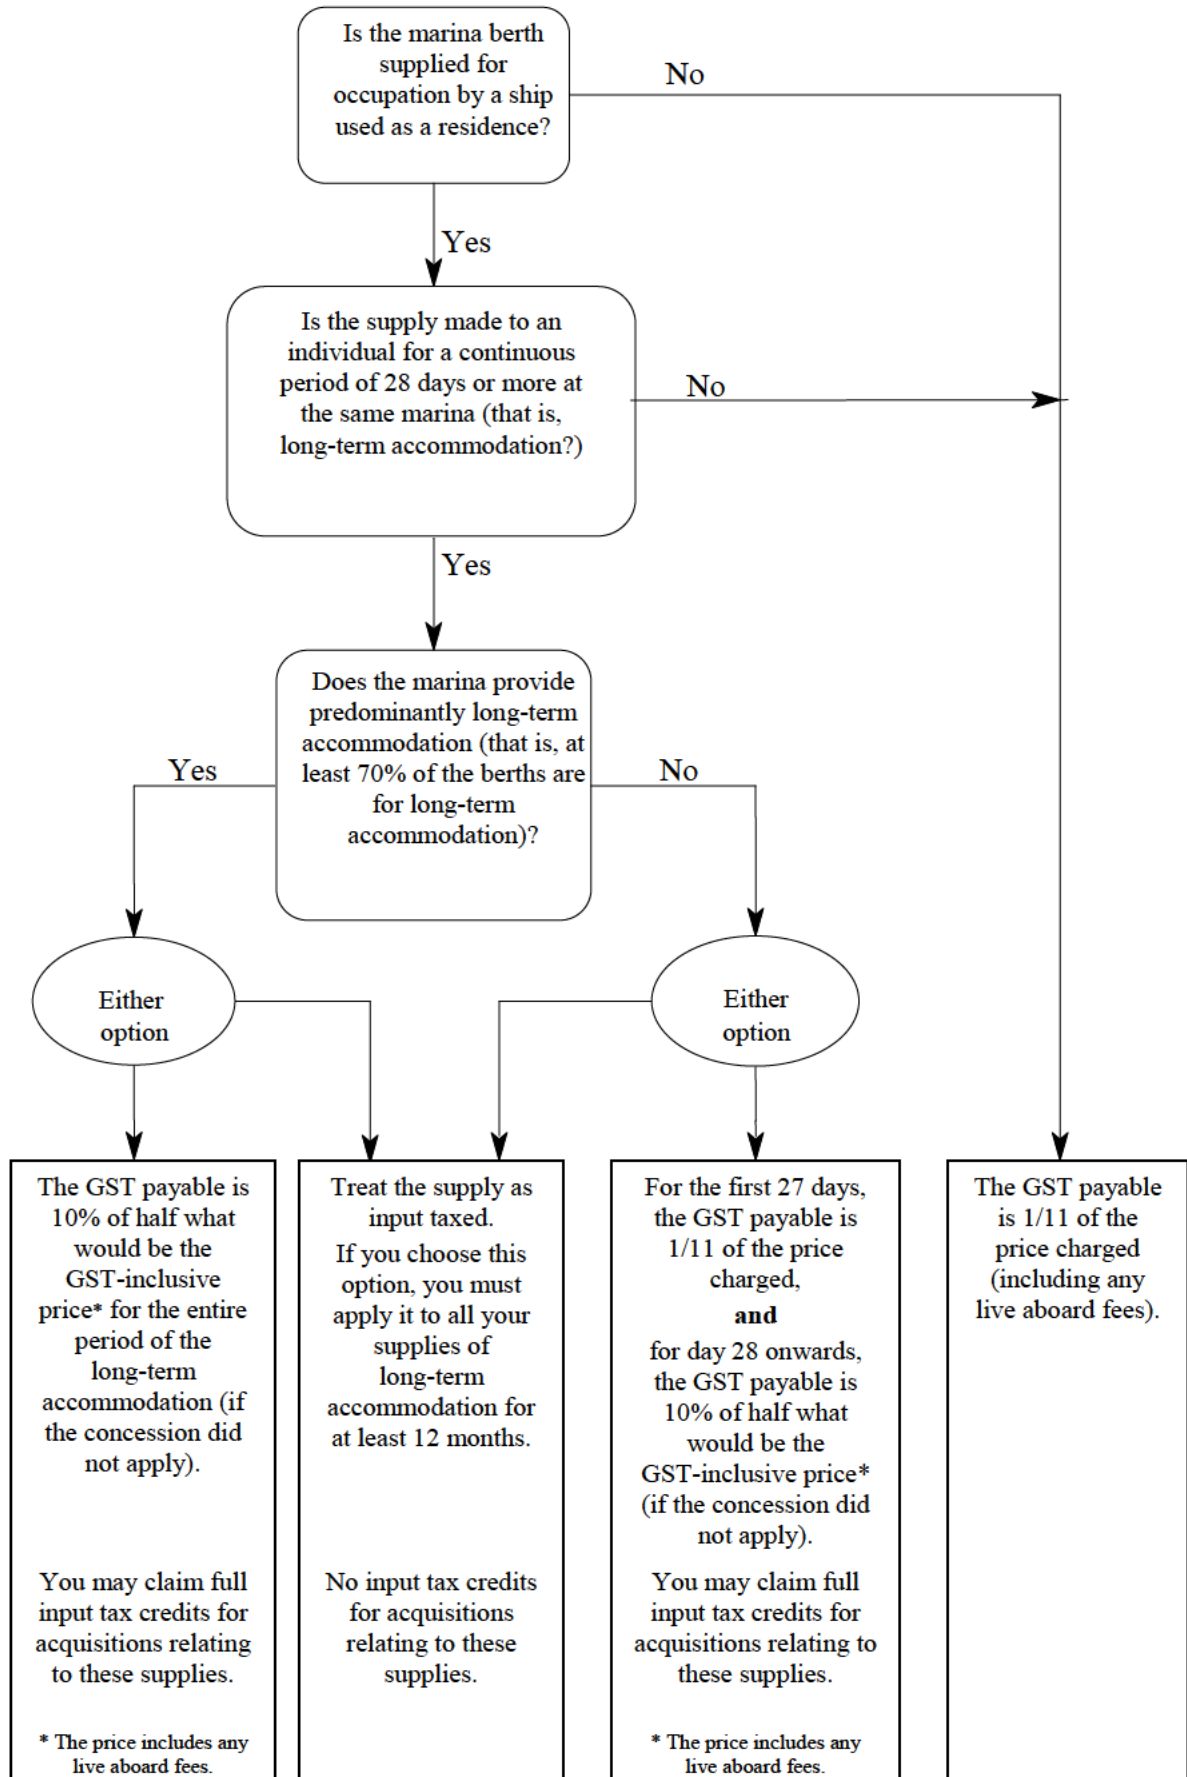 Is the marina berth
supplied for
occupation by a ship
used as a residence?
No
Yes
Is the supply made to an
individual for a continuous
period of 28 days or more at
the same marina (that is,
long-term accommodation?)
No
Yes
Does the marina provide
predominantly long-term
accommodation (that is, at
least 70% of the berths are
for long-term
accommodation)?
Yes
No
Either
option
Either
option
The GST payable is
10% of half what
would be the
GST-inclusive
price* for the entire
period of the
long-term
accommodation (if
the concession did
not apply).
You may claim full
input tax credits for
acquisitions relating
to these supplies.
* The price includes any
live aboard fees.
Treat the supply as
input taxed.
If you choose this
option, you must
apply it to all your
supplies of
long-term
accommodation for
at least 12 months.
No input tax credits
for acquisitions
relating to these
supplies.
For the first 27 days,
the GST payable is
1/11 of the price
charged,
and
for day 28 onwards,
the GST payable is
10% of half what
would be the
GST-inclusive price*
(if the concession did
not apply).
You may claim full
input tax credits for
acquisitions relating to
these supplies.
* The price includes any
live aboard fees.
The GST payable
is 1/11 of the
price charged
(including any
live aboard fees).